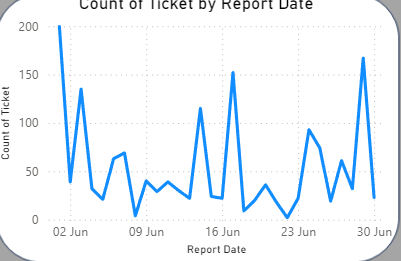 Count of Ticket by Report Date
200
150
100
50
0
Count of Ticket
02 Jun 09 Jun 16 Jun 23 Jun 30 Jun
Report Date